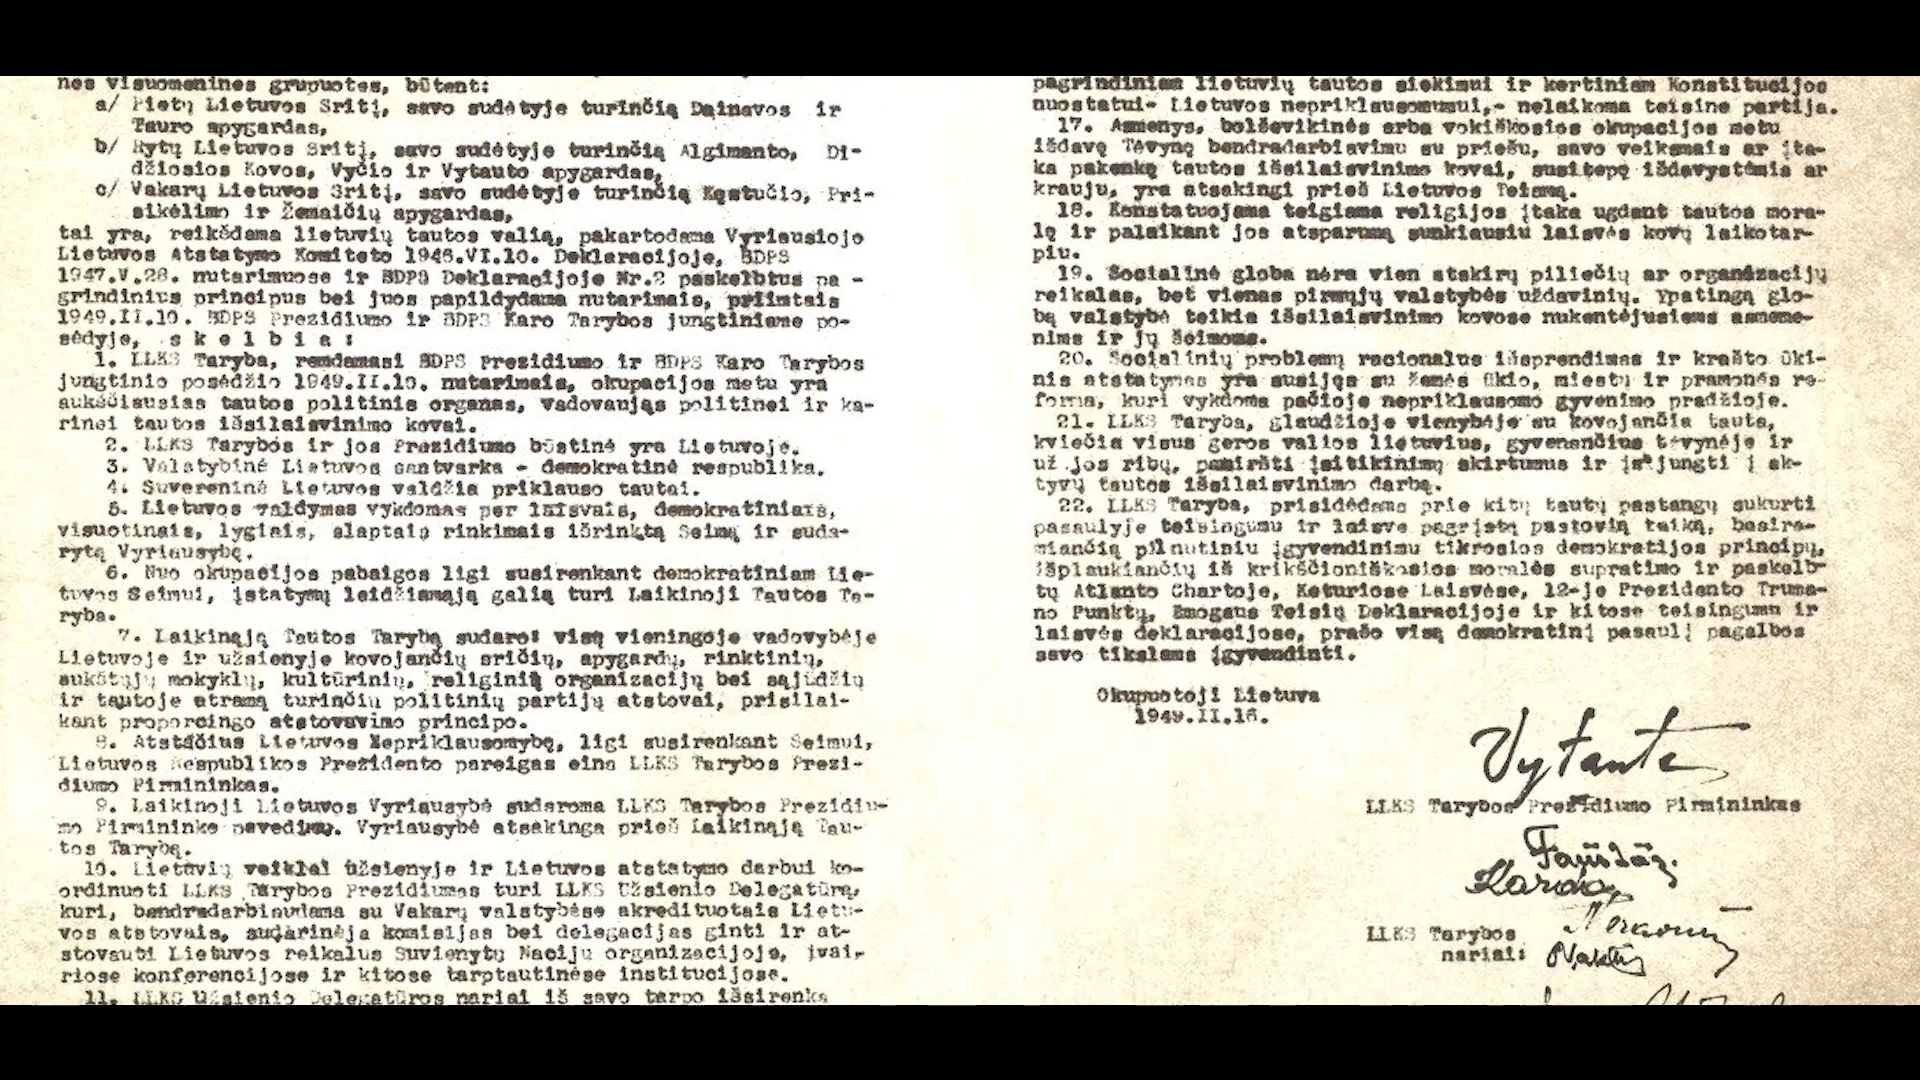 nes visuomenines grupuotes, būtent:
a/ Pietų Lietuvos Sritį, savo sudėtyje turinčią Dainavos ir
Tauro apygardas,
b/ Rytų Lietuvos Sritį, savo sudėtyje turinčią Algimanto, Di-
džiosios Kovos, Vyčio ir Vytauto apygardas,
c/ Vakarų Lietuvos Sritį, savo sudėtyje turinčią Kęstučio, Pri-
sikėlimo ir Žemaičių apygardas,
tai yra, reikšdama lietuvių tautos valią, pakartodama Vyriausiojo
Lietuvos Atstatymo Komiteto 1946.VI.10. Deklaracijoje, BDPS
1947.V.28. nutarimuose ir BDPS Deklaracijoje Nr.2 paskelbtus pa -
grindinius principus bei juos papildydama nutarimais, priimtais
1949.II.10. BDPS Prezidiumo ir BDPS Karo Tarybos jungtiniame po-
sėdyje, s k e l b i a :
1. LLKS Taryba, remdamasi BDPS prezidiumo ir BDPS Karo Tarybos
jungtinio posėdžio 1949.II.10. nutarimais, okupacijos metu yra
aukščiausias tautos politinis organas, vadovaująs politinei ir ka-
rinei tautos išsilaisvinimo kovai.
2. LLKS Tarybos ir jos Prezidiumo būstinė yra Lietuvoje.
3. Valstybinė Lietuvos santvarka - demokratinė respublika.
4. Suvereninė Lietuvos valdžia priklauso tautai.
5. Lietuvos valdymas vykdomas per laisvais, demokratiniais,
visuotinais, lygiais, slaptais rinkimais išrinktą Seimą ir suda-
rytą Vyriausybę.
6. Nuo okupacijos pabaigos ligi susirenkant demokratiniam Lie-
tuvos Seimui, įstatymų leidžiamąją galią turi Laikinoji Tautos Ta-
ryba.
7. Laikinąją Tautos Tarybą sudaro: visų vieningoje vadovybėje
Lietuvoje ir užsienyje kovojančių sričių, apygardų, rinktinių,
aukštųjų mokyklų, kultūrinių, religinių organizacijų bei sąjūdžių
ir tautoje atramą turinčių politinių partijų atstovai, prisilai-
kant proporcingo atstovavimo principo.
8. Atstačius Lietuvos Nepriklausomybę, ligi susirenkant Seimui,
Lietuvos Respublikos Prezidento pareigas eina LLKS Tarybos Prezi-
diumo Pirmininkas.
9. Laikinoji Lietuvos Vyriausybė sudaroma LLKS Tarybos Prezidiu-
mo Pirmininko pavedimu. Vyriausybė atsakinga prieš Laikinąją Tau-
tos Tarybą.
10. Lietuvių veiklai užsienyje ir Lietuvos atstatymo darbui ko-
ordinuoti LLKS Tarybos Prezidiumas turi LLKS Užsienio Delegatūrą,
kuri, bendradarbiaudama su Vakarų valstybėse akredituotais Lietu-
vos atstovais, sudarinėja komisijas bei delegacijas ginti ir at-
stovauti Lietuvos reikalus Suvienytų Nacijų organizacijoje, įvai-
riose konferencijose ir kitose tarptautinėse institucijose.
11. LLKS Užsienio Delegatūros nariai iš savo tarpo išsirenka
pagrindiniam lietuvių tautos siekimui ir kertiniam Konstitucijos
nuostatui- Lietuvos nepriklausomumui,- nelaikoma teisine partija.
17. Asmenys, bolševikinės arba vokiškosios okupacijos metu
išdavę Tėvynę bendradarbiavimu su priešu, savo veiksmais ar įta-
ka pakenkę tautos išsilaisvinimo kovai, susitepę išdavystėmis ar
krauju, yra atsakingi prieš Lietuvos Teismą.
18. Konstatuojama teigiama religijos įtaka ugdant tautos mora-
lę ir palaikant jos atsparumą sunkiausiu laisvės kovų laikotar-
piu.
19. Socialinė globa nėra vien atskirų piliečių ar organizacijų
reikalas, bet vienas pirmųjų valstybės uždavinių. Ypatingą glo-
bą valstybė teikia išsilaisvinimo kovose nukentėjusiems asmeme-
nims ir jų šeimoms.
20. Socialinių problemų racionalus išsprendimas ir krašto ūki-
nis atstatymas yra susijęs su žemės ūkio, miestų ir pramonės re-
forma, kuri vykdoma pačioje nepriklausomo gyvenimo pradžioje.
21. LLKS Taryba, glaudžioje vienybėje su kovojančia tauta,
kviečia visus geros valios lietuvius, gyvenančius tėvynėje ir
už jos ribų, pamiršti įsitikinimų skirtumus ir įsijungti į ak-
tyvų tautos išsilaisvinimo darbą.
22. LLKS Taryba, prisidėdama prie kitų tautų pastangų sukurti
pasaulyje teisingumu ir laisve pagrįstą pastovią taiką, besire-
miančią pilnutiniu įgyvendinimu tikrosios demokratijos principų,
išplaukiančių iš krikščioniškosios moralės supratimo ir paskelb-
tų Atlanto Chartoje, Keturiose Laisvėse, 12-je Prezidento Truma-
no Punktų, Žmogaus Teisių Deklaracijoje ir kitose teisingumo ir
laisvės deklaracijose, prašo visą demokratinį pasaulį pagalbos
savo tikslams įgyvendinti.
Okupuotoji Lietuva
1949.II.16.
Vytautas
LLKS Tarybos Prezidiumo Pirmininkas
Faustas
Kardas
LLKS Tarybos
nariai:
Naktis